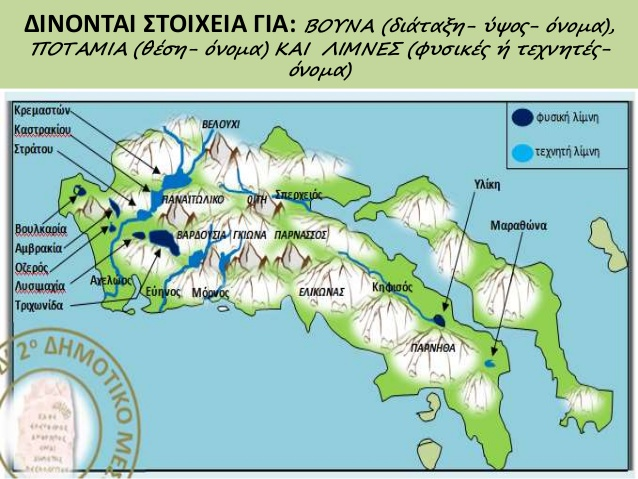 ΔΙΝΟΝΤΑΙ ΣΤΟΙΧΕΙΑ ΓΙΑ: ΒΟΥΝΑ (διάταξη- ύψος- όνομα),
ΠΟΤΑΜΙΑ (θέση- όνομα) ΚΑΙ ΛΙΜΝΕΣ (φυσικές ή τεχνητές-
όνομα)
Κρεμαστών
Καστρακίου
Στράτου
ΒΕΛΟΥΧΙ
φυσική λίμνη
τεχνητή λίμνη
ΠΑΝΑΙΤΩΛΙΚΟ
ΟΙΤΗ
Σπερχειός
Υλίκη
Μαραθώνα
Βουλκαρία
Αμβρακία
Οζερός
Λυσιμαχία
Τριχωνίδα
ΒΑΡΔΟΥΣΙΑ
ΓΚΙΩΝΑ
ΠΑΡΝΑΣΣΟΣ
Αχελώος
Εύηνος
Μόρνος
ΕΛΙΚΩΝΑΣ
Κηφισός
ΠΑΡΝΗΘΑ
2ο ΔΗΜΟΤΙΚΟ ΜΕΣ